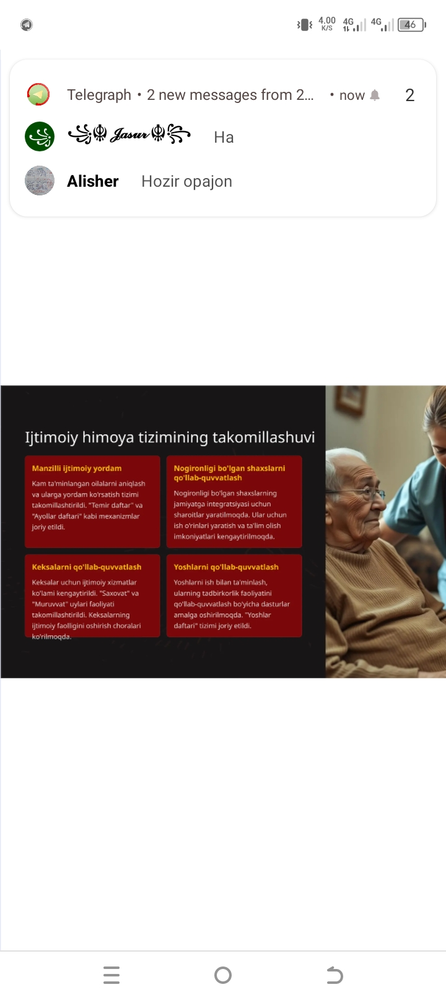 4.00
K/S
4G
4G
46
Telegraph • 2 new messages from 2... • now 2
Jasur Ha
Alisher Hozir opajon
Ijtimoiy himoya tizimining takomillashuvi
Manzilli ijtimoiy yordam
Kam ta'minlangan oilalarni aniqlash
va ularga yordam ko'rsatish tizimi
takomillashtirildi. "Temir daftar" va
"Ayollar daftari" kabi mexanizmlar
joriy etildi.
Nogironligi bo'lgan shaxslarni
qo'llab-quvvatlash
Nogironligi bo'lgan shaxslarning
jamiyatga integratsiyasi uchun
sharoitlar yaratilmoqda. Ular uchun
ish o'rinlari yaratish va ta'lim olish
imkoniyatlari kengaytirilmoqda.
Keksalarni qo'llab-quvvatlash
Keksalar uchun ijtimoiy xizmatlar
ko'lami kengaytirildi. "Saxovat" va
"Muruvvat" uylari faoliyati
takomillashtirildi. Keksalarning
ijtimoiy faolligini oshirish choralari
ko'rilmoqda.
Yoshlarni qo'llab-quvvatlash
Yoshlarni ish bilan ta'minlash,
ularning tadbirkorlik faoliyatini
qo'llab-quvvatlash bo'yicha dasturlar
amalga oshirilmoqda. "Yoshlar
daftari" tizimi joriy etildi.